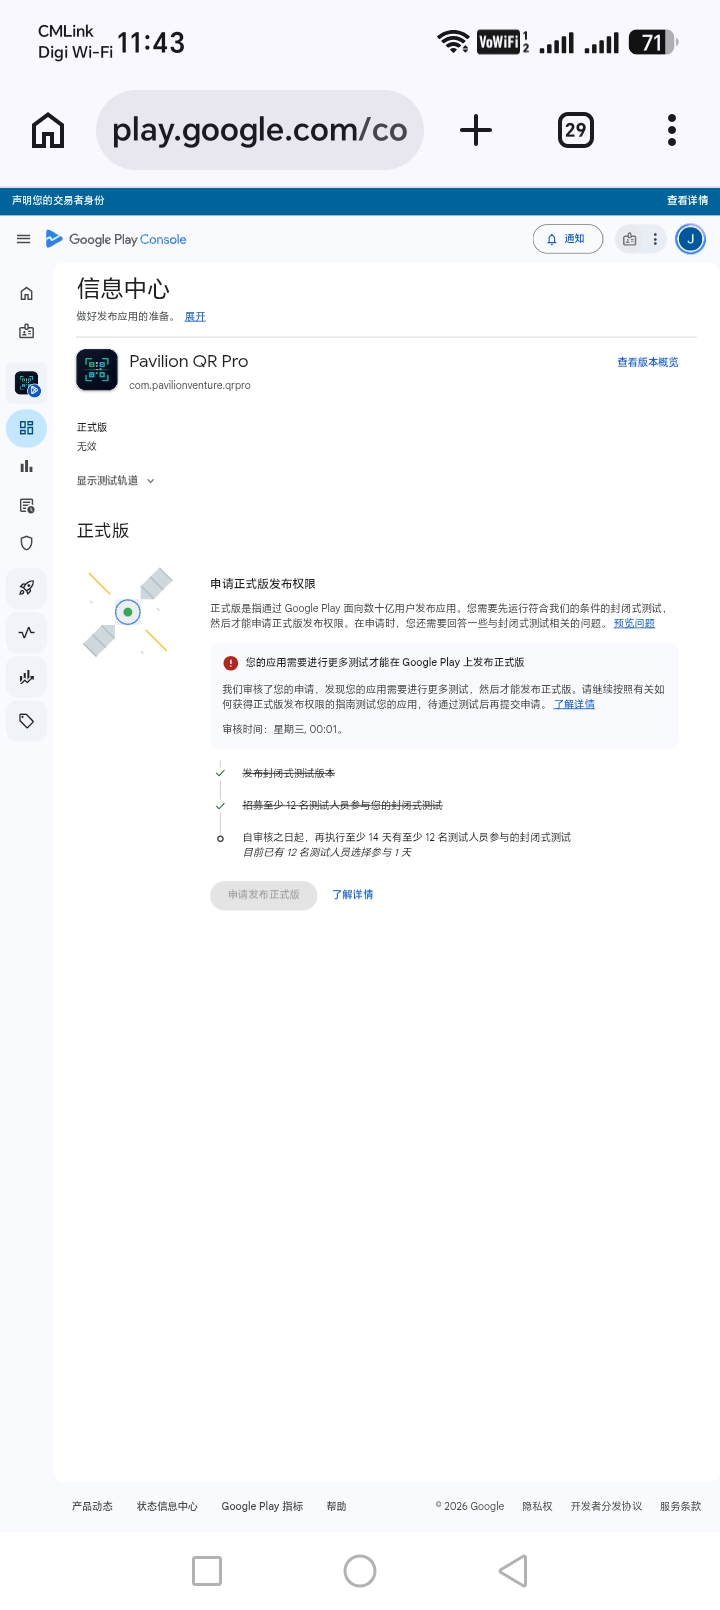 CMLink
Digi Wi-Fi
11:43
VoWiFi 1 2
71
play.google.com/co
29
声明您的交易者身份
查看详情
Google Play Console
通知
J
信息中心
做好发布应用的准备。 展开
Pavilion QR Pro
查看版本概览
com.pavilionventure.qrpro
正式版
无效
显示测试轨道
正式版
申请正式版发布权限
正式版是指通过 Google Play 面向数十亿用户发布应用。您需要先运行符合我们的条件的封闭式测试，
然后才能申请正式版发布权限。在申请时，您还需要回答一些与封闭式测试相关的问题。 预览问题
您的应用需要进行更多测试才能在 Google Play 上发布正式版
我们审核了您的申请，发现您的应用需要进行更多测试，然后才能发布正式版。请继续按照有关如
何获得正式版发布权限的指南测试您的应用，待通过测试后再提交申请。 了解详情
审核时间：星期三, 00:01。
发布封闭式测试版本
招募至少 12 名测试人员参与您的封闭式测试
自审核之日起，再执行至少 14 天有至少 12 名测试人员参与的封闭式测试
目前已有 12 名测试人员选择参与 1 天
申请发布正式版
了解详情
产品动态
状态信息中心
Google Play 指标
帮助
© 2026 Google
隐私权
开发者分发协议
服务条款